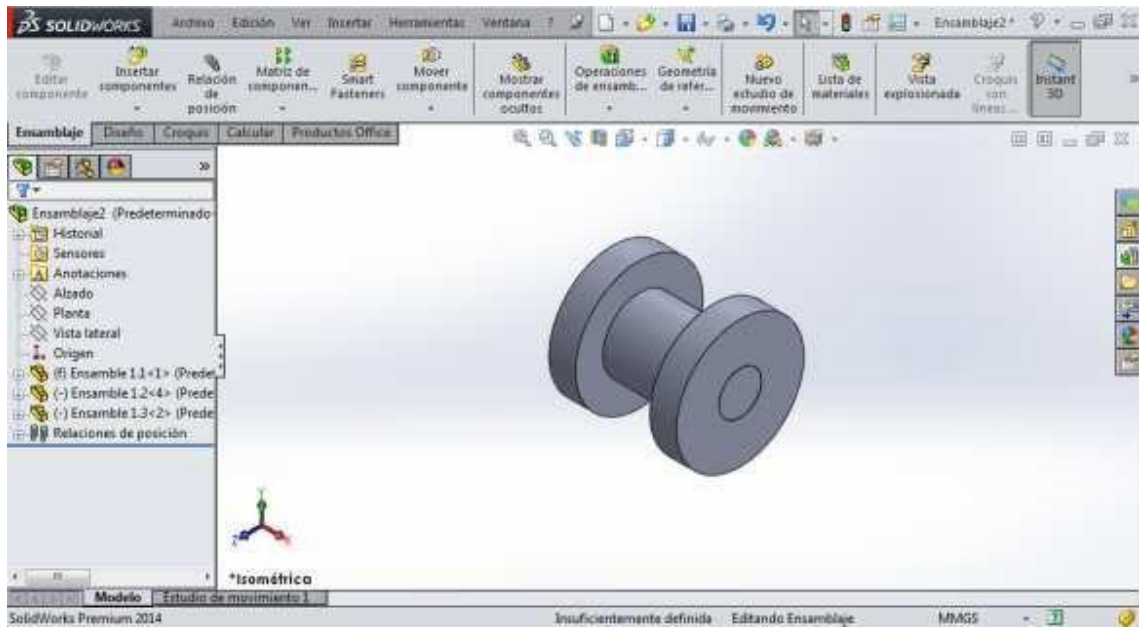 SOLIDWORKS Archivo Edición Ver Insertar Herramientas Ventana ? Ensamblaje2 *
Editar componente
Insertar componentes
Relación de posición
Matriz de componen...
Smart Fasteners
Mover componente
Mostrar componentes ocultos
Operaciones de ensamb...
Geometría de refer...
Nuevo estudio de movimiento
Lista de materiales
Vista explosionada
Croquis con líneas ...
Instant 3D
Ensamblaje Diseño Croquis Calcular Productos Office
Ensamblaje2 (Predeterminado
Historial
Sensores
A Anotaciones
Alzado
Planta
Vista lateral
Origen
(f) Ensamble 1.1<1> (Predet
(-) Ensamble 1.2<4> (Prede
(-) Ensamble 1.3<2> (Prede
Relaciones de posición
Y
Z
*Isométrica
Modelo Estudio de movimiento 1
SolidWorks Premium 2014 Insuficientemente definida Editando Ensamblaje MMGS